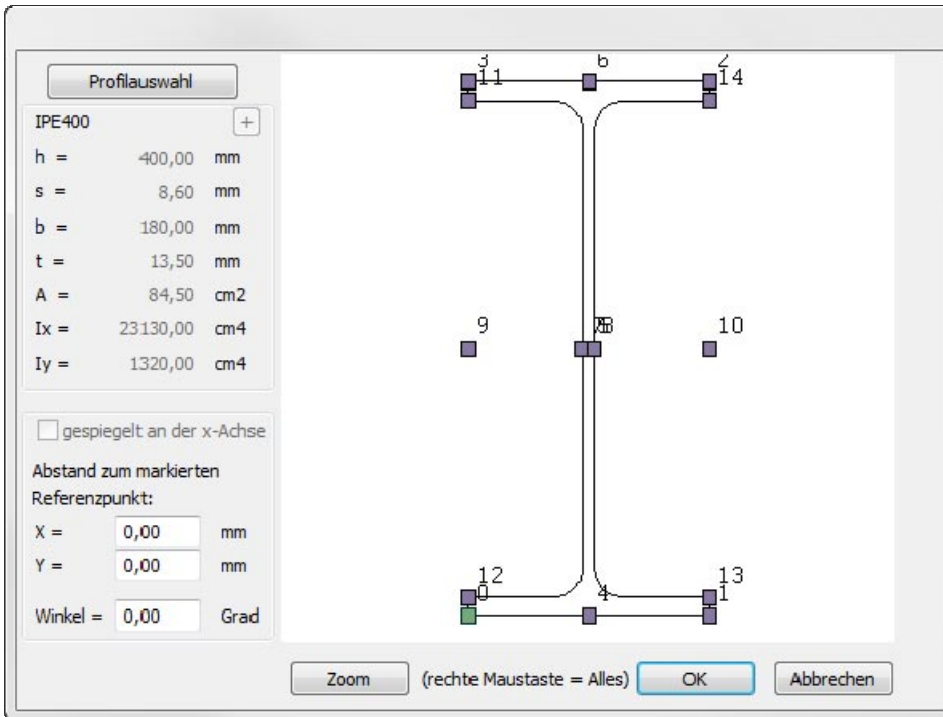 Profilauswahl
IPE400 +
h = 400,00 mm
s = 8,60 mm
b = 180,00 mm
t = 13,50 mm
A = 84,50 cm2
Ix = 23130,00 cm4
Iy = 1320,00 cm4
gespiegelt an der x-Achse
Abstand zum markierten
Referenzpunkt:
X = 0,00 mm
Y = 0,00 mm
Winkel = 0,00 Grad
3 6 2
11 14
9 10
12 13
0 4 1
Zoom (rechte Maustaste = Alles) OK Abbrechen